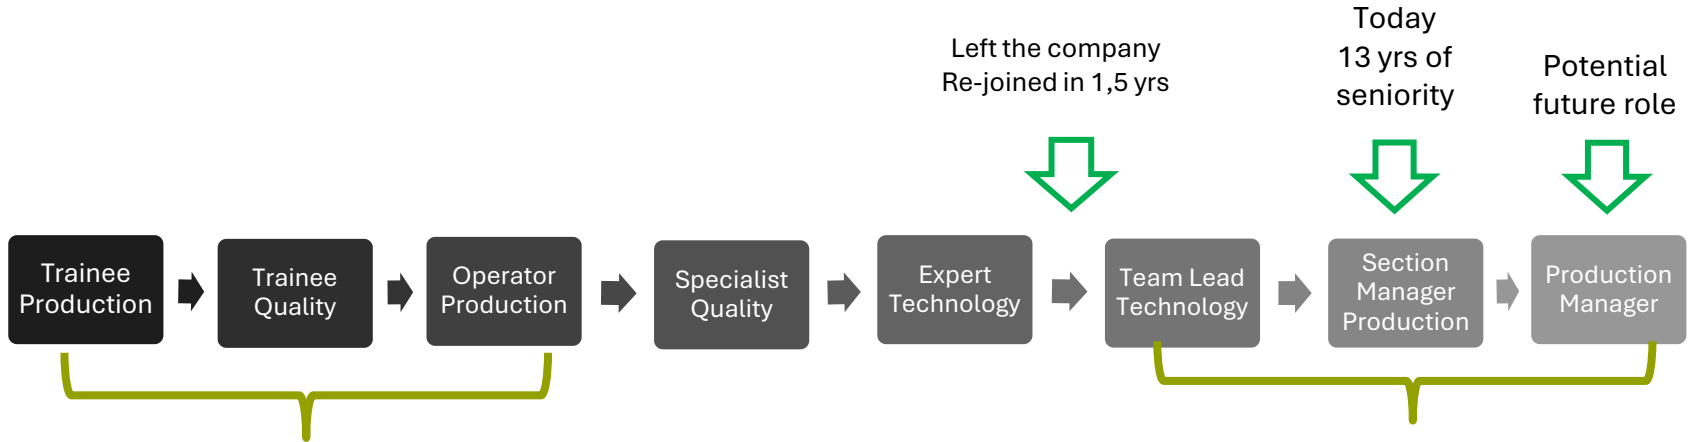 Left the company
Re-joined in 1,5 yrs
Today
13 yrs of
seniority
Potential
future role
Trainee
Production
Trainee
Quality
Operator
Production
Specialist
Quality
Expert
Technology
Team Lead
Technology
Section
Manager
Production
Production
Manager